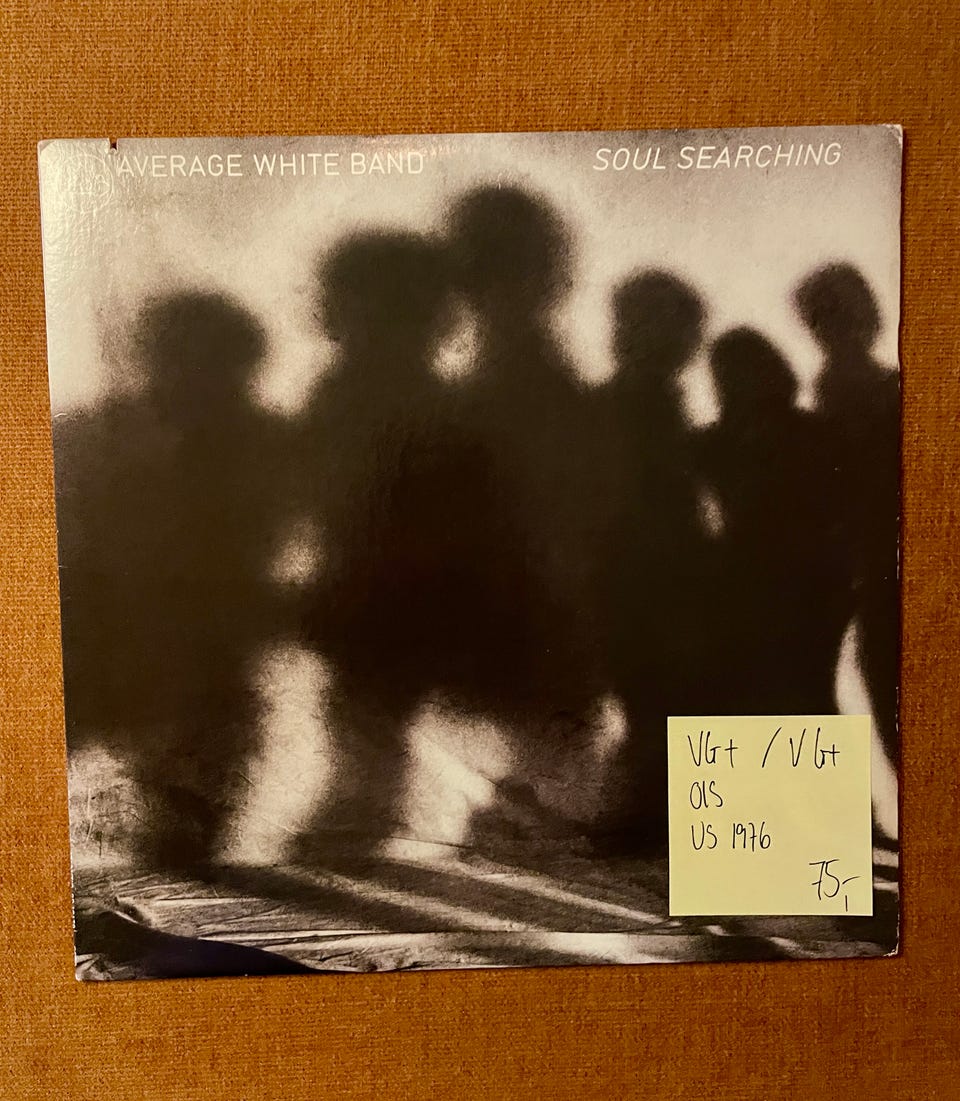 AVERAGE WHITE BAND
SOUL SEARCHING
VG+ / VG+
OIS
US 1976
75,-